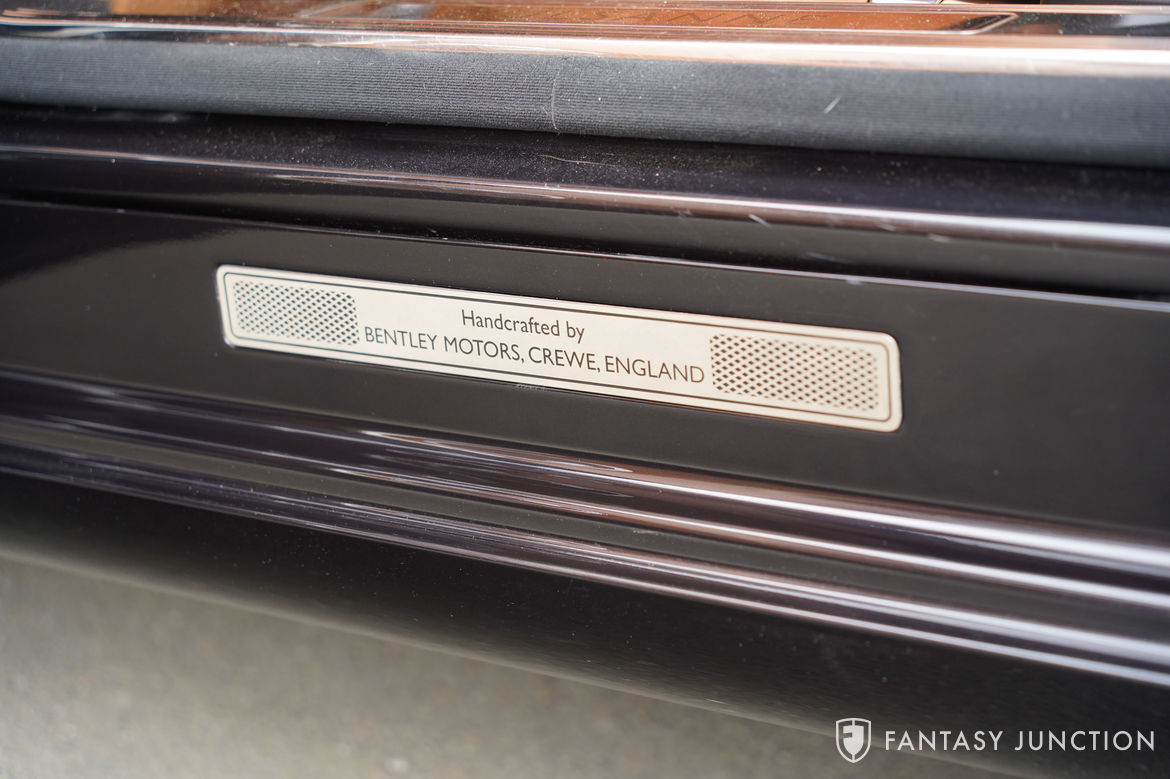 Handcrafted by
BENTLEY MOTORS, CREWE, ENGLAND
FANTASY JUNCTION